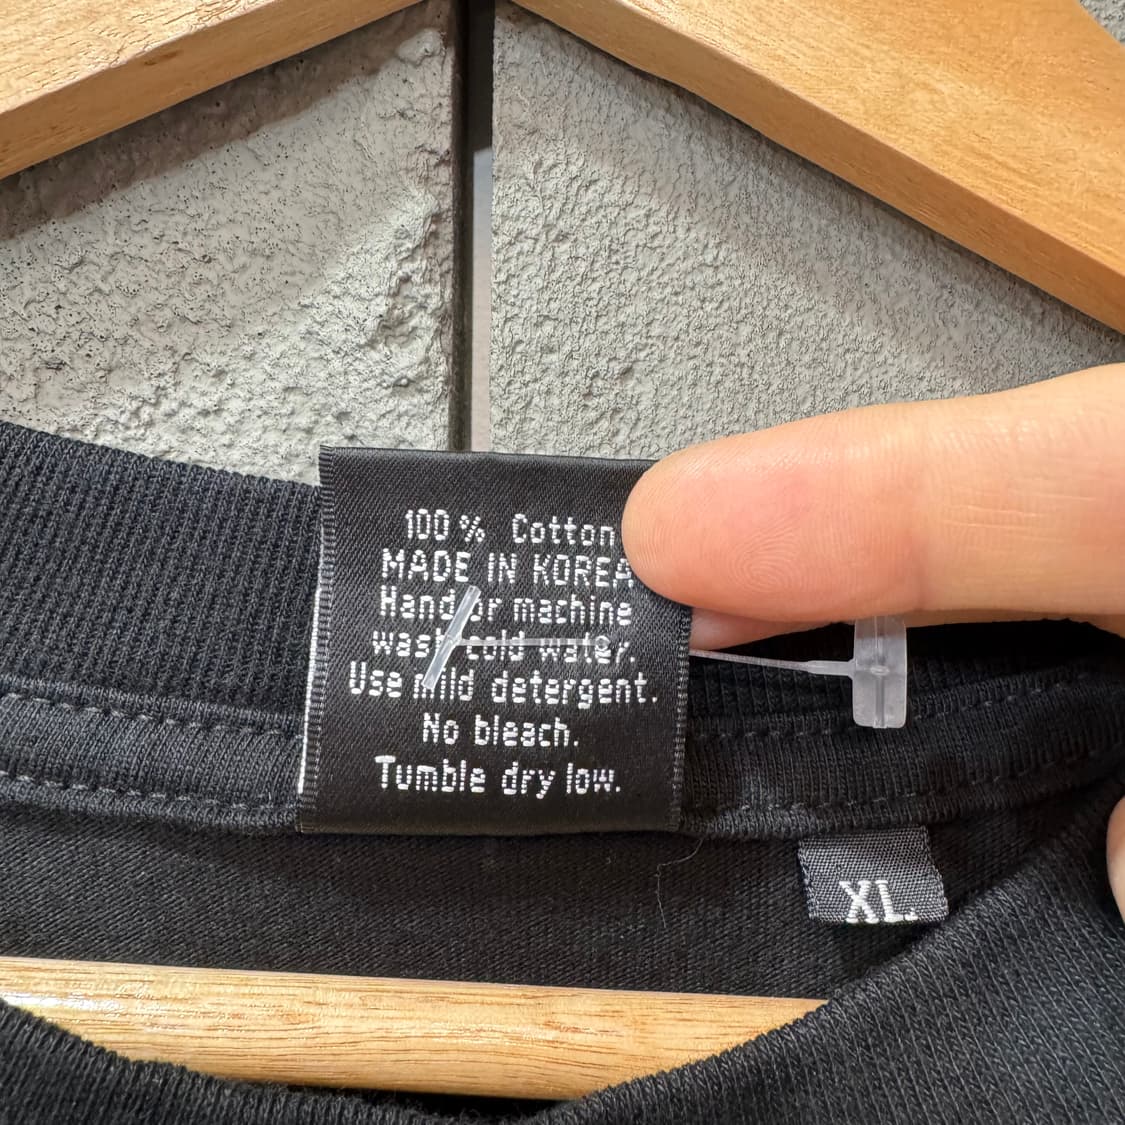 100 % Cotton
MADE IN KOREA
Hand or machine
wash cold water.
Use mild detergent.
No bleach.
Tumble dry low.
XL.